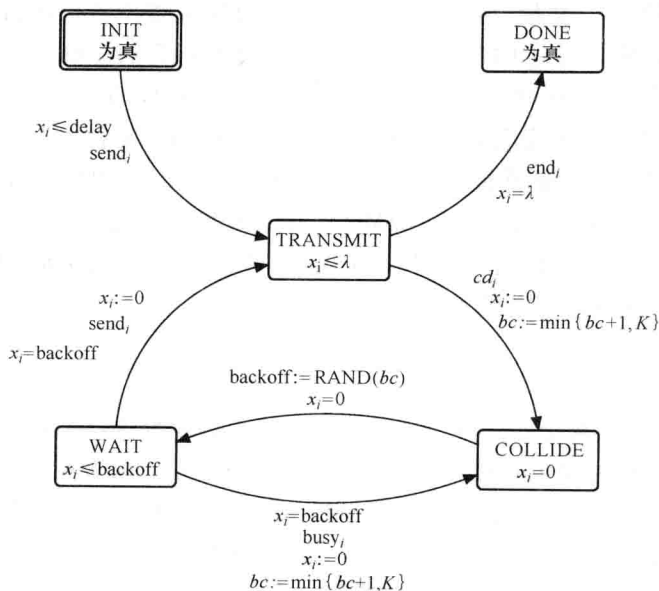 INIT
为真
DONE
为真
xᵢ≤delay
sendᵢ
endᵢ
xᵢ=λ
TRANSMIT
xᵢ≤λ
xᵢ:=0
sendᵢ
xᵢ=backoff
cdᵢ
xᵢ:=0
bc:=min{bc+1,K}
backoff:=RAND(bc)
xᵢ=0
WAIT
xᵢ≤backoff
COLLIDE
xᵢ=0
xᵢ=backoff
busyᵢ
xᵢ:=0
bc:=min{bc+1,K}